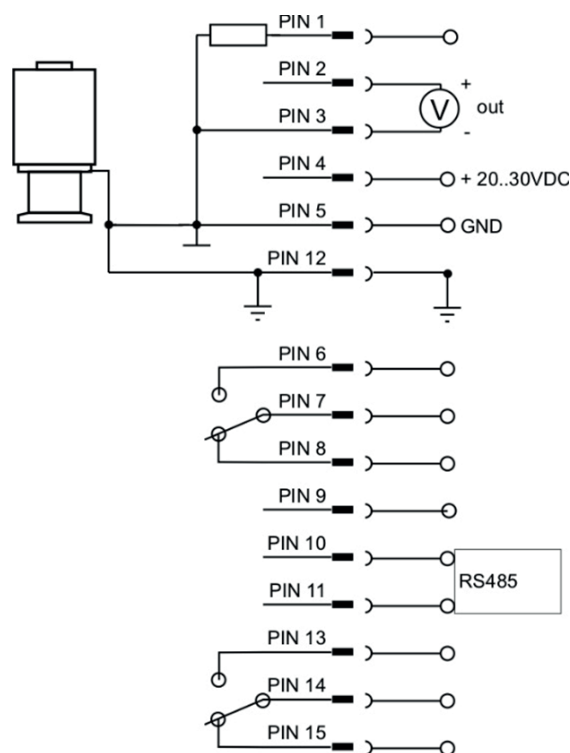 PIN 1
PIN 2
+
V
out
PIN 3
-
PIN 4
+ 20..30VDC
PIN 5
GND
PIN 12
PIN 6
PIN 7
PIN 8
PIN 9
PIN 10
RS485
PIN 11
PIN 13
PIN 14
PIN 15